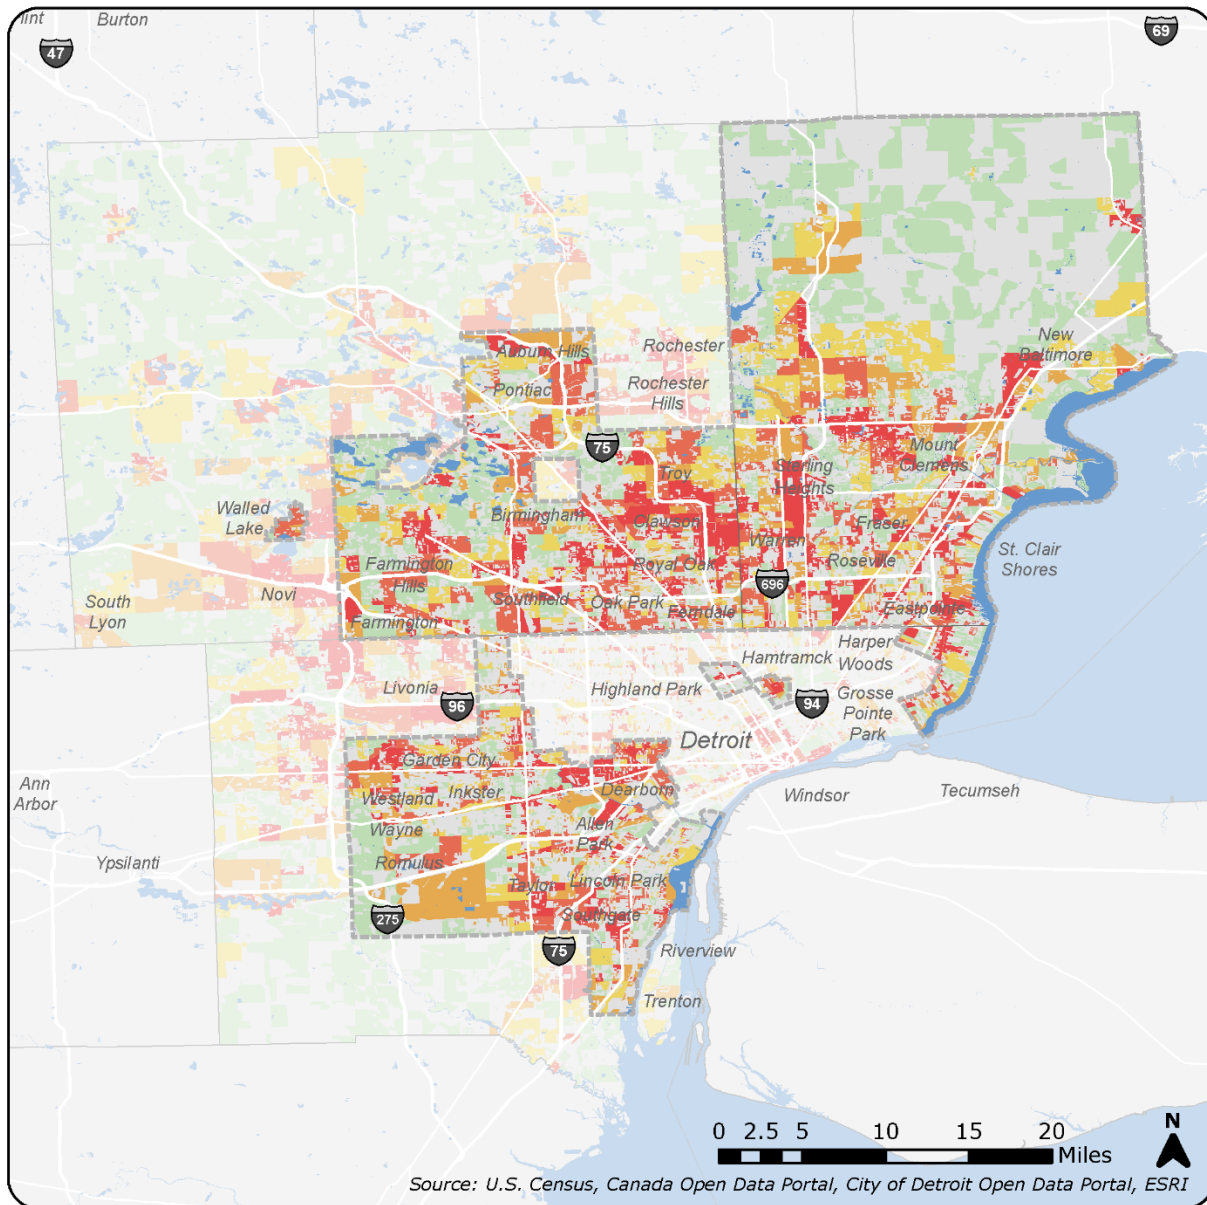 Burton
47
69
New
Baltimore
Rochester
Auburn Hills
Pontiac
Rochester
Hills
75
Mount
Clemens
Troy
Sterling
Heights
Walled
Lake
Birmingham
Clawson
Fraser
Warren
Roseville
St. Clair
Shores
Farmington
Hills
Royal Oak
696
Novi
South
Lyon
Southfield
Oak Park
Ferndale
Eastpointe
Farmington
Harper
Woods
Hamtramck
Livonia
Highland Park
96
94
Grosse
Pointe
Park
Detroit
Garden City
Ann
Arbor
Westland
Inkster
Dearborn
Windsor
Tecumseh
Wayne
Allen
Park
Ypsilanti
Romulus
Taylor
Lincoln Park
275
Southgate
75
Riverview
Trenton
0 2.5 5 10 15 20
Miles
N
Source: U.S. Census, Canada Open Data Portal, City of Detroit Open Data Portal, ESRI